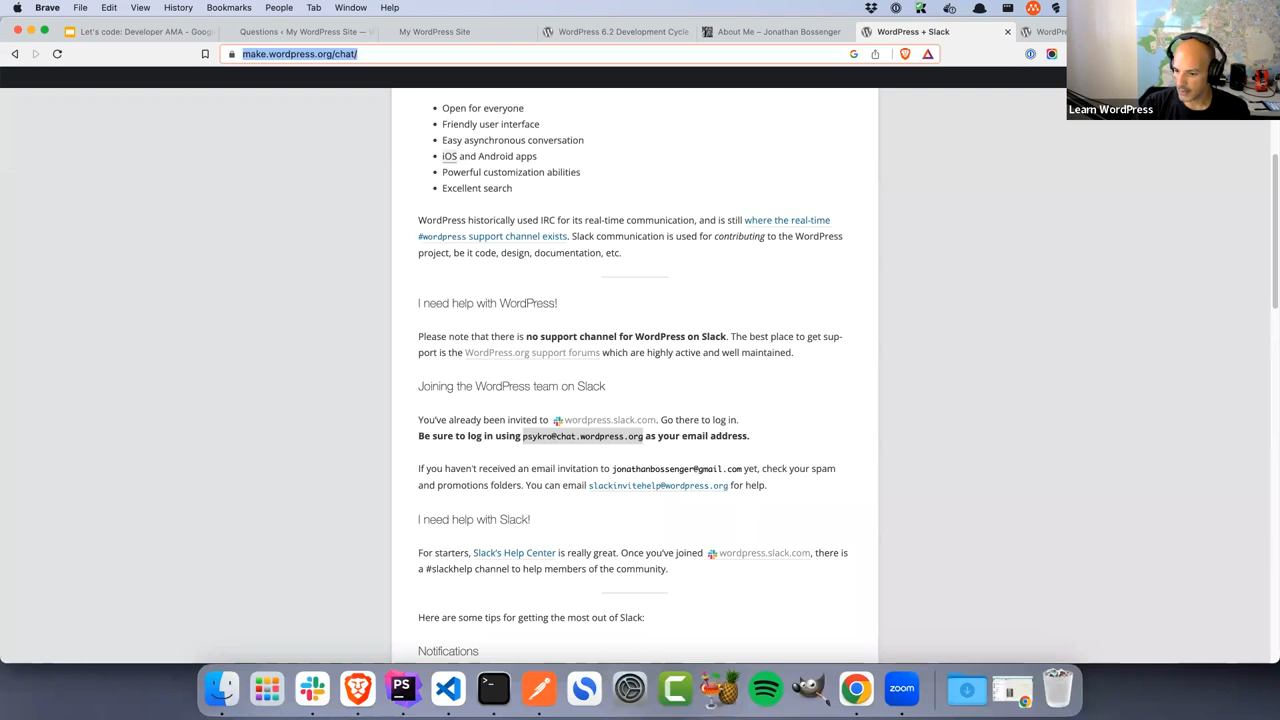 Brave File Edit View History Bookmarks People Tab Window Help
Let's code: Developer AMA - Goog
Questions ‹ My WordPress Site —
My WordPress Site
WordPress 6.2 Development Cycle
About Me – Jonathan Bossenger
WordPress + Slack
WordPre
make.wordpress.org/chat/
Learn WordPress
Open for everyone
Friendly user interface
Easy asynchronous conversation
iOS and Android apps
Powerful customization abilities
Excellent search
WordPress historically used IRC for its real-time communication, and is still where the real-time
#wordpress support channel exists. Slack communication is used for contributing to the WordPress
project, be it code, design, documentation, etc.
I need help with WordPress!
Please note that there is no support channel for WordPress on Slack. The best place to get sup-
port is the WordPress.org support forums which are highly active and well maintained.
Joining the WordPress team on Slack
You've already been invited to wordpress.slack.com. Go there to log in.
Be sure to log in using psykro@chat.wordpress.org as your email address.
If you haven't received an email invitation to jonathanbossenger@gmail.com yet, check your spam
and promotions folders. You can email slackinvitehelp@wordpress.org for help.
I need help with Slack!
For starters, Slack's Help Center is really great. Once you've joined wordpress.slack.com, there is
a #slackhelp channel to help members of the community.
Here are some tips for getting the most out of Slack:
Notifications
PS
zoom